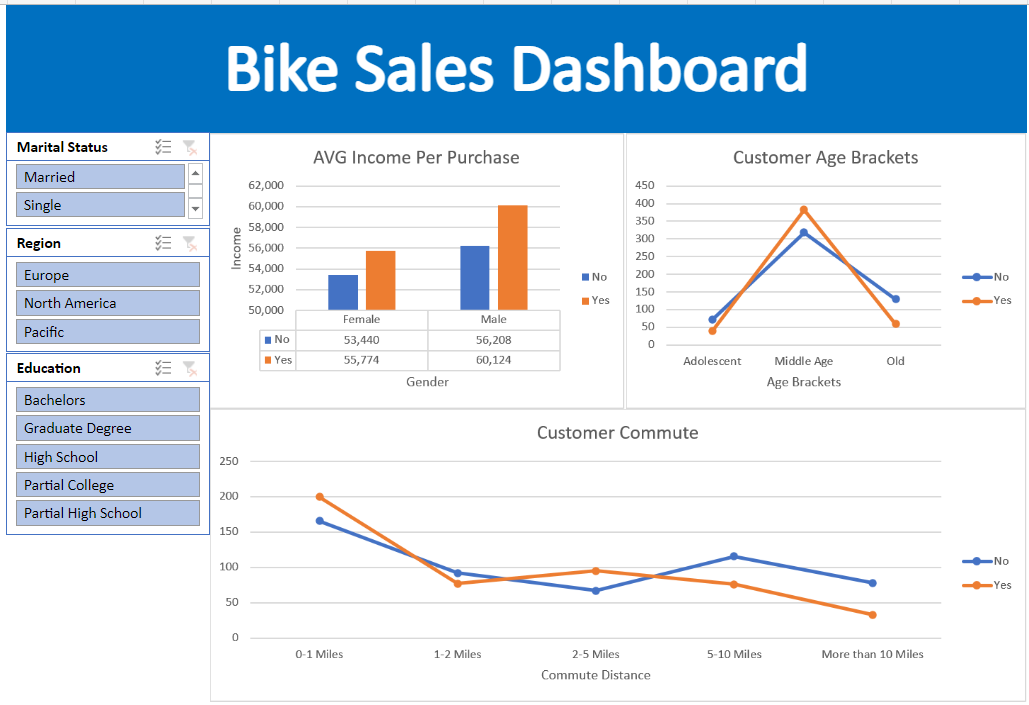 Bike Sales Dashboard
Marital Status
Married
Single
Region
Europe
North America
Pacific
Education
Bachelors
Graduate Degree
High School
Partial College
Partial High School
AVG Income Per Purchase
62,000
60,000
58,000
56,000
54,000
52,000
50,000
Income
Female Male
No 53,440 56,208
Yes 55,774 60,124
Gender
No
Yes
Customer Age Brackets
450
400
350
300
250
200
150
100
50
0
Adolescent Middle Age Old
Age Brackets
No
Yes
Customer Commute
250
200
150
100
50
0
0-1 Miles 1-2 Miles 2-5 Miles 5-10 Miles More than 10 Miles
Commute Distance
No
Yes